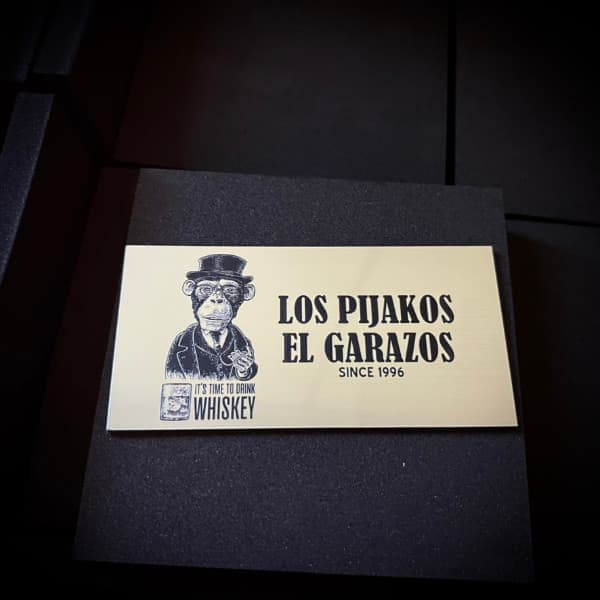 LOS PIJAKOS
EL GARAZOS
SINCE 1996
IT'S TIME TO DRINK
WHISKEY